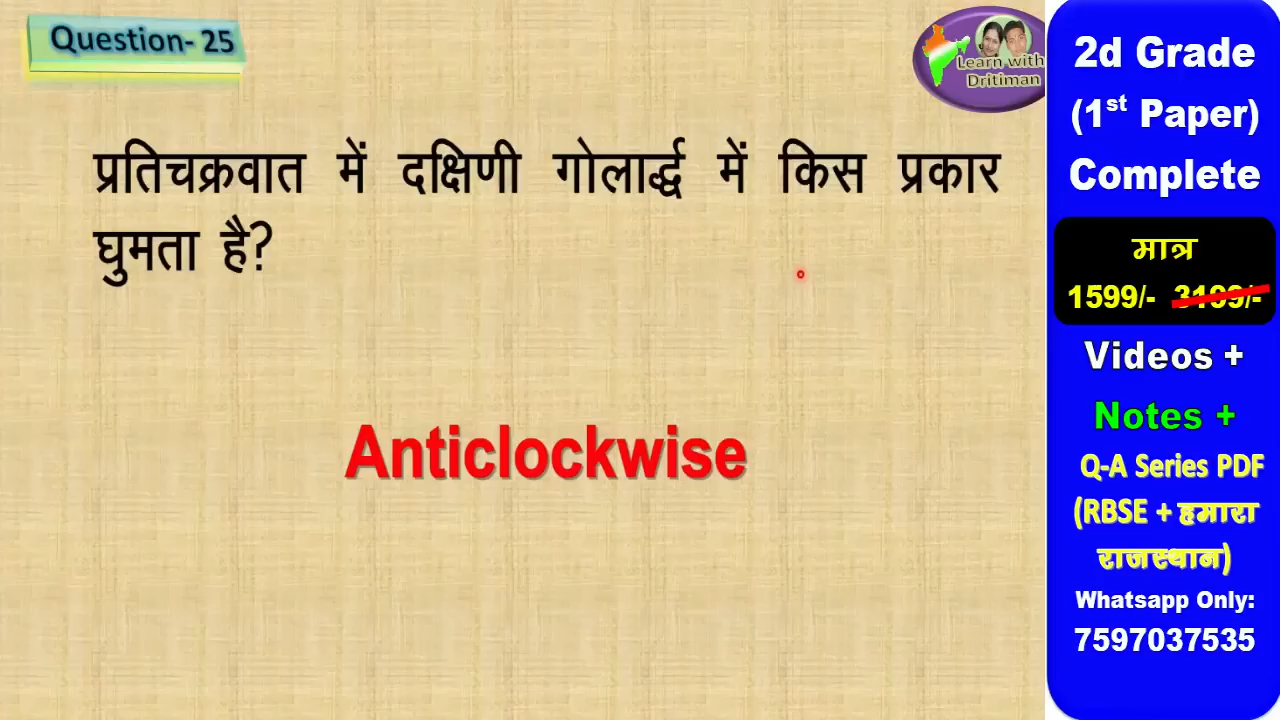 Question- 25
Learn with
Dritiman
प्रतिचक्रवात में दक्षिणी गोलार्द्ध में किस प्रकार
घुमता है?
Anticlockwise
2d Grade
(1st Paper)
Complete
मात्र
1599/- 3199/-
Videos +
Notes +
Q-A Series PDF
(RBSE + हमारा
राजस्थान)
Whatsapp Only:
7597037535